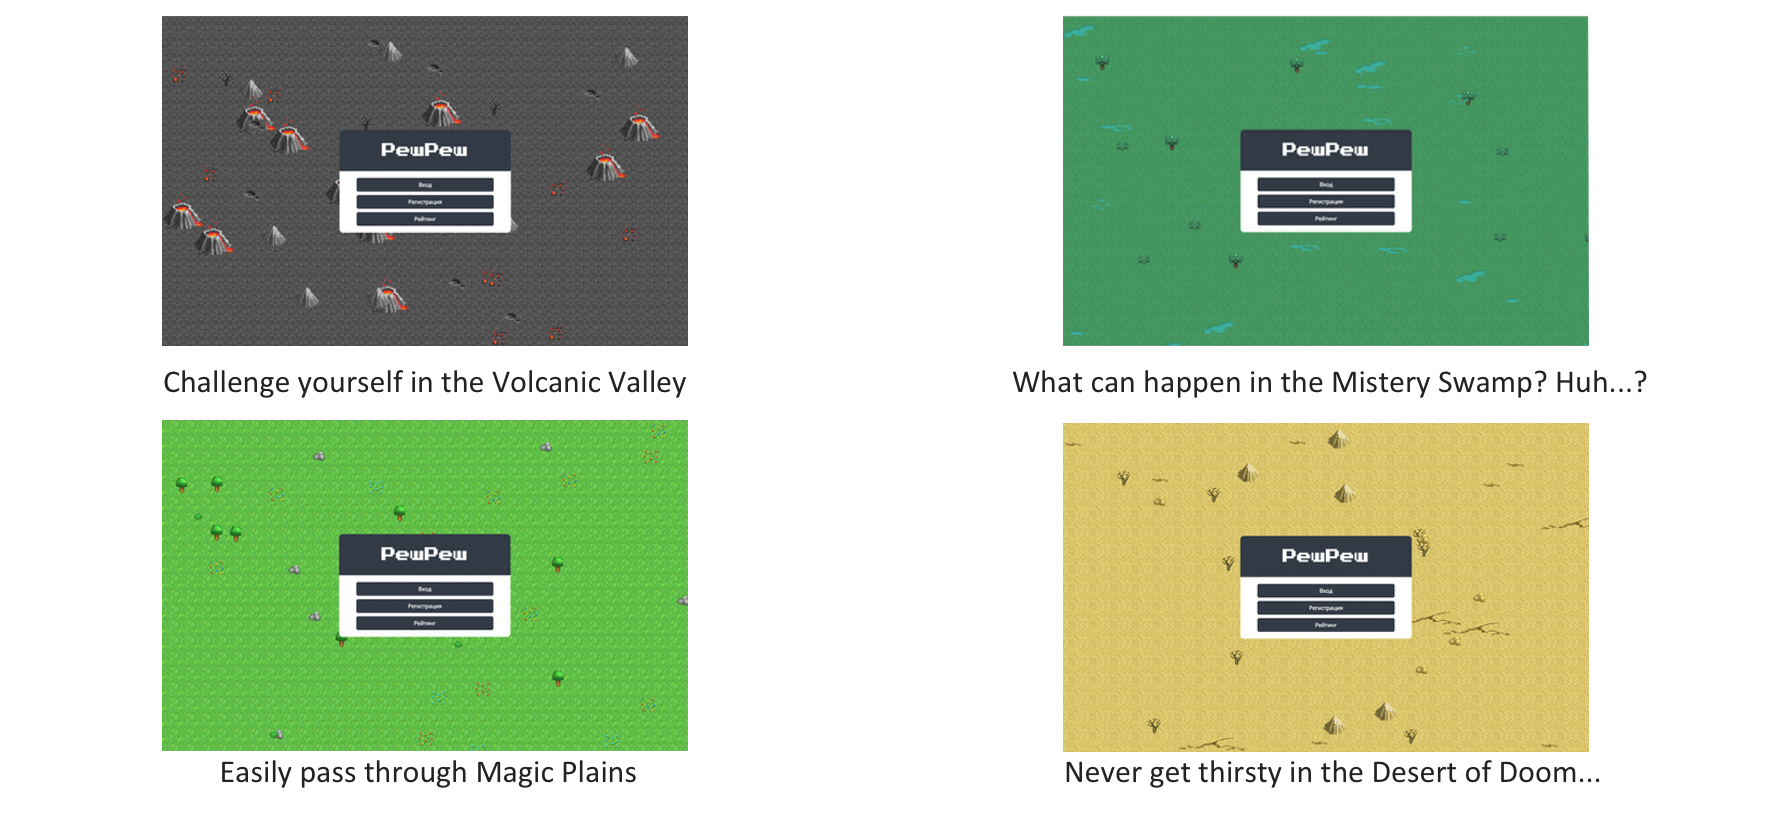 PewPew
Вход
Регистрация
Рейтинг
Challenge yourself in the Volcanic Valley
PewPew
Вход
Регистрация
Рейтинг
What can happen in the Mistery Swamp? Huh...?
PewPew
Вход
Регистрация
Рейтинг
Easily pass through Magic Plains
PewPew
Вход
Регистрация
Рейтинг
Never get thirsty in the Desert of Doom...